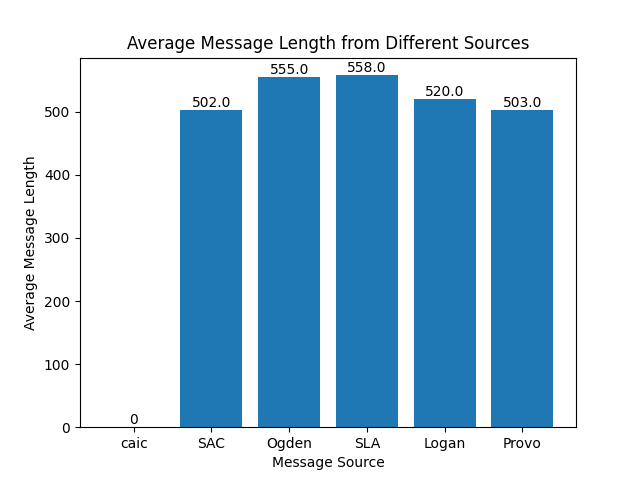 Average Message Length from Different Sources
Average Message Length
500
400
300
200
100
0
0
502.0
555.0
558.0
520.0
503.0
caic
SAC
Ogden
SLA
Logan
Provo
Message Source